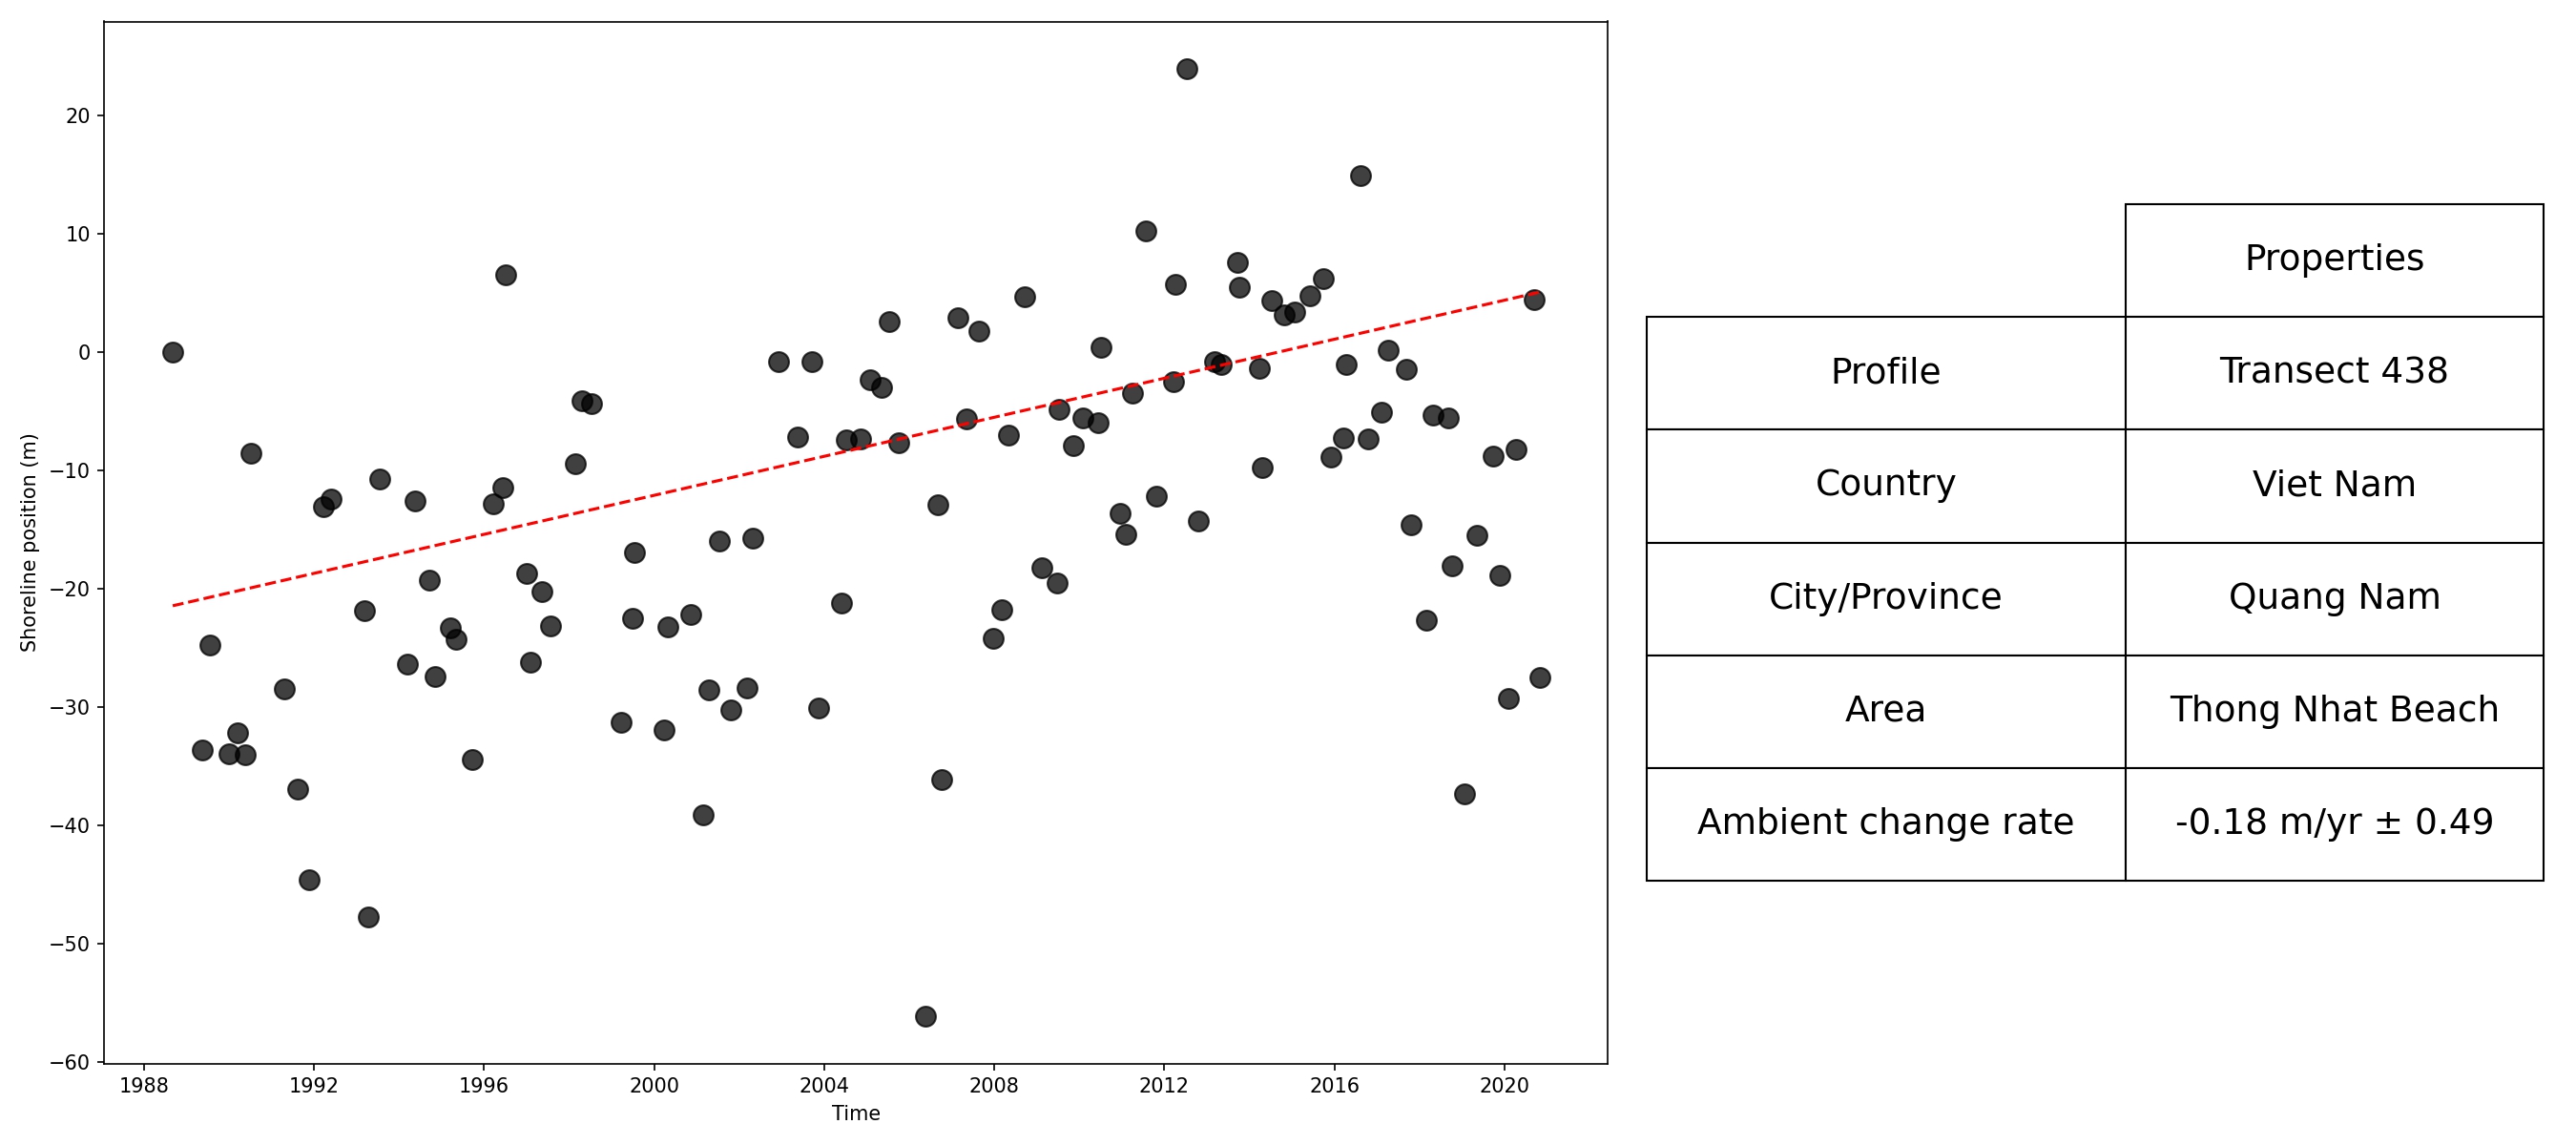 20
10
0
−10
−20
−30
−40
−50
−60
Shoreline position (m)
1988 1992 1996 2000 2004 2008 2012 2016 2020
Time
Properties
Profile Transect 438
Country Viet Nam
City/Province Quang Nam
Area Thong Nhat Beach
Ambient change rate -0.18 m/yr ± 0.49